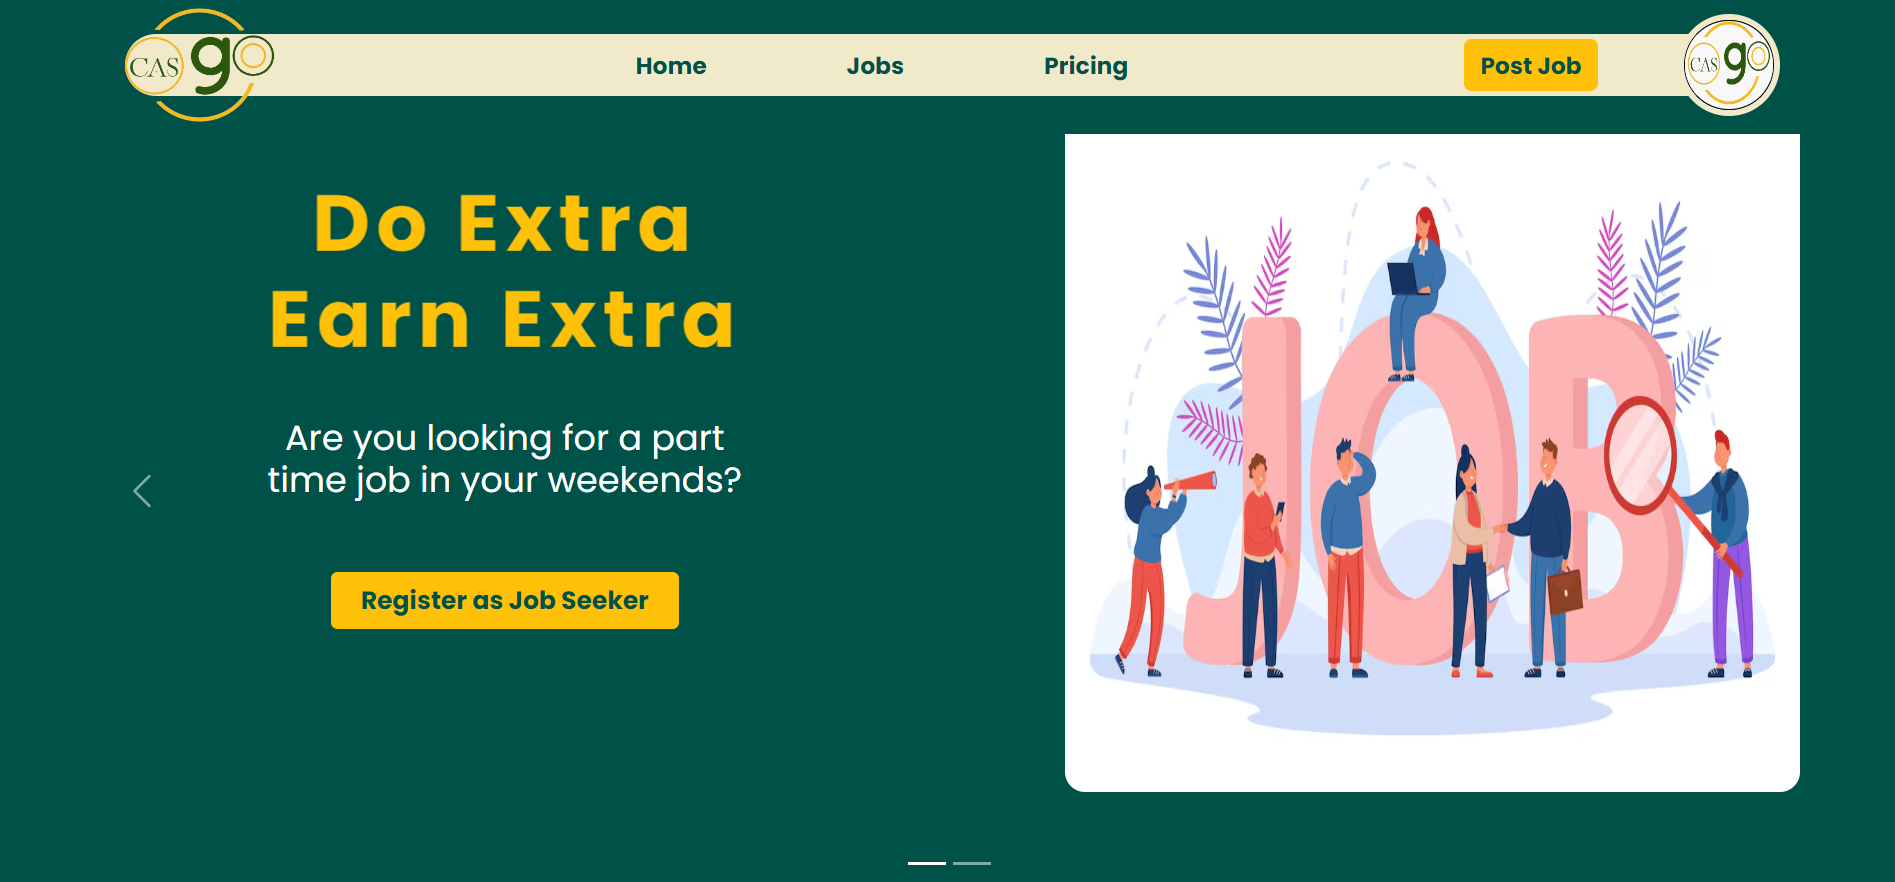 CAS go
Home
Jobs
Pricing
Post Job
CAS go
Do Extra
Earn Extra
Are you looking for a part
time job in your weekends?
Register as Job Seeker
JOB